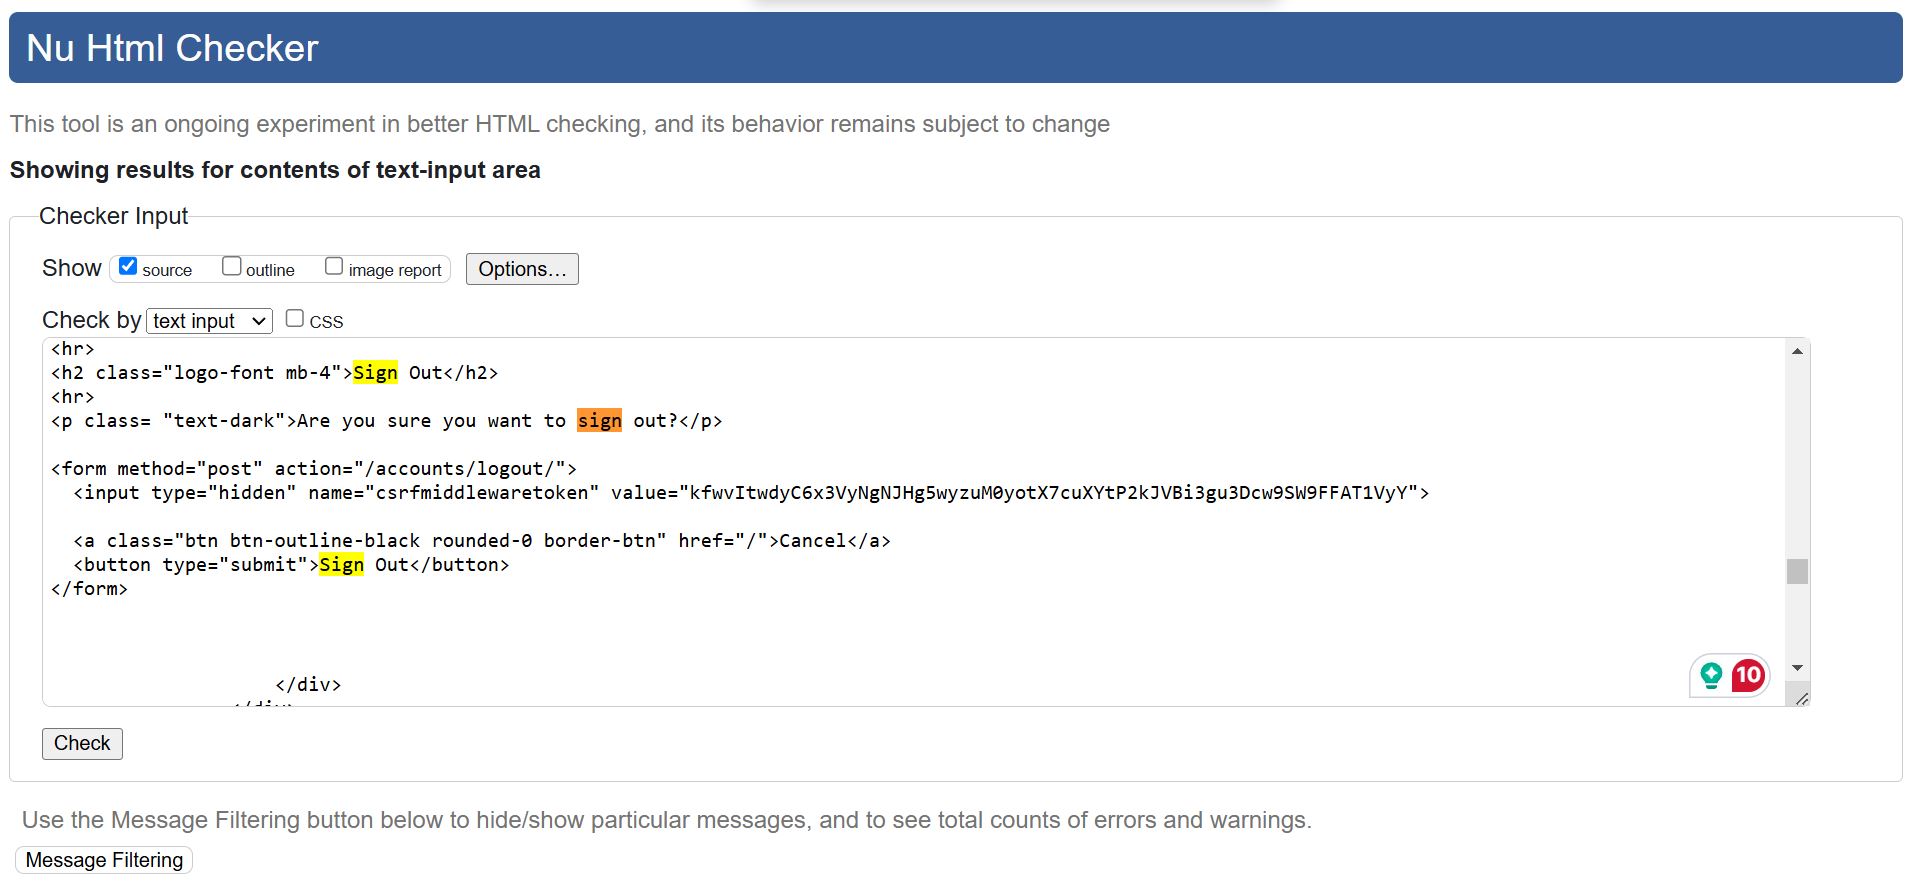 Nu Html Checker
This tool is an ongoing experiment in better HTML checking, and its behavior remains subject to change
Showing results for contents of text-input area
Checker Input
Show source outline image report Options...
Check by text input CSS
<hr>
<h2 class="logo-font mb-4">Sign Out</h2>
<hr>
<p class= "text-dark">Are you sure you want to sign out?</p>
<form method="post" action="/accounts/logout/">
<input type="hidden" name="csrfmiddlewaretoken" value="kfwvItwdyC6x3VyNgNJHg5wyzuM0yotX7cuXYtP2kJVBi3gu3Dcw9SW9FFAT1VyY">
<a class="btn btn-outline-black rounded-0 border-btn" href="/">Cancel</a>
<button type="submit">Sign Out</button>
</form>
</div>
10
Check
Use the Message Filtering button below to hide/show particular messages, and to see total counts of errors and warnings.
Message Filtering